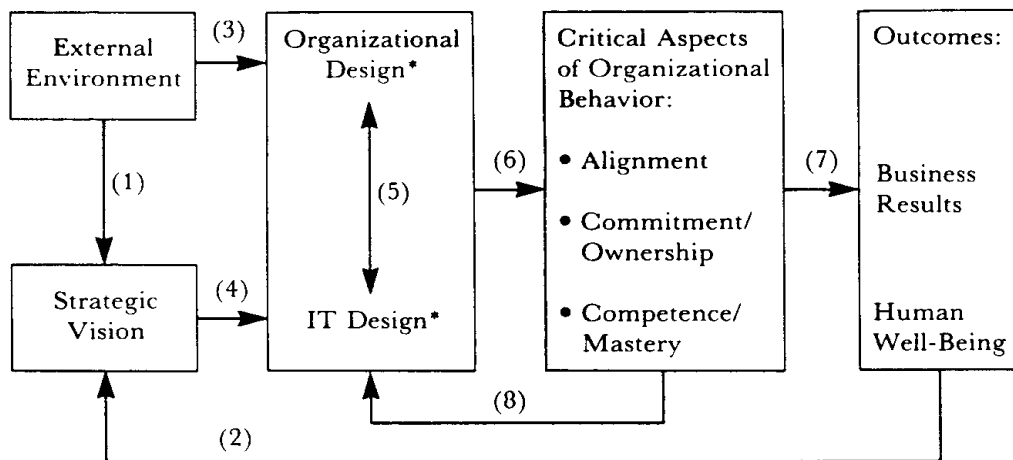 External
Environment
(3)
(1)
Strategic
Vision
(4)
Organizational
Design*
(5)
IT Design*
(6)
Critical Aspects
of Organizational
Behavior:
• Alignment
• Commitment/
Ownership
• Competence/
Mastery
(7)
Outcomes:
Business
Results
Human
Well-Being
(8)
(2)